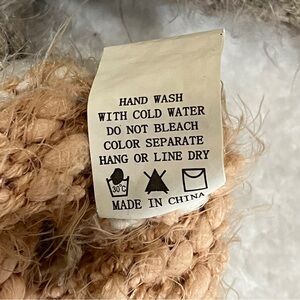 HAND WASH
WITH COLD WATER
DO NOT BLEACH
COLOR SEPARATE
HANG OR LINE DRY
30°C
MADE IN CHINA